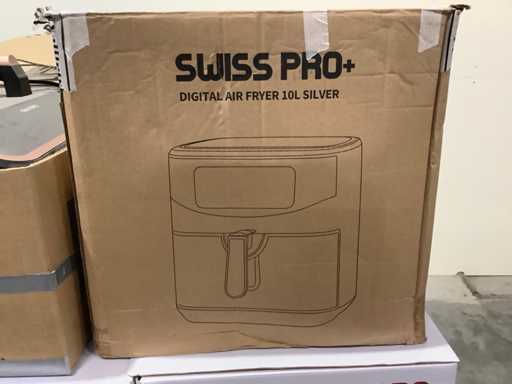 SWISS PRO+
DIGITAL AIR FRYER 10L SILVER